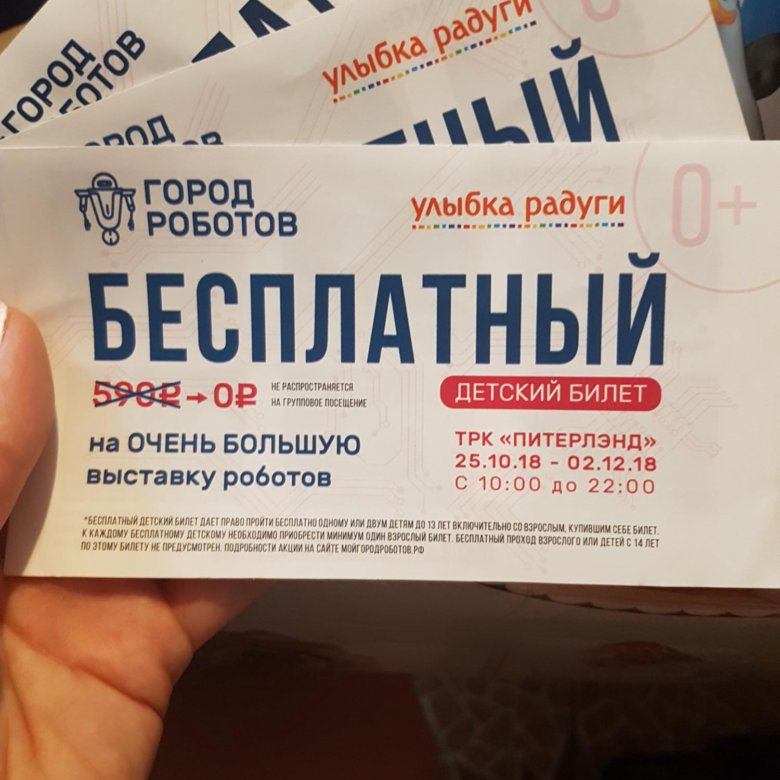 ГОРОД
РОБОТОВ
улыбка радуги
ГОРОД
РОБОТОВ
улыбка радуги
0+
БЕСПЛАТНЫЙ
590₽→0₽
НЕ РАСПРОСТРАНЯЕТСЯ
НА ГРУППОВОЕ ПОСЕЩЕНИЕ
ДЕТСКИЙ БИЛЕТ
на ОЧЕНЬ БОЛЬШУЮ
выставку роботов
ТРК «ПИТЕРЛЭНД»
25.10.18 - 02.12.18
С 10:00 до 22:00
*БЕСПЛАТНЫЙ ДЕТСКИЙ БИЛЕТ ДАЕТ ПРАВО ПРОЙТИ БЕСПЛАТНО ОДНОМУ ИЛИ ДВУМ ДЕТЯМ ДО 13 ЛЕТ ВКЛЮЧИТЕЛЬНО СО ВЗРОСЛЫМ, КУПИВШИМ СЕБЕ БИЛЕТ.
К КАЖДОМУ БЕСПЛАТНОМУ ДЕТСКОМУ НЕОБХОДИМО ПРИОБРЕСТИ МИНИМУМ ОДИН ВЗРОСЛЫЙ БИЛЕТ. БЕСПЛАТНЫЙ ПРОХОД ВЗРОСЛОГО ИЛИ ДЕТЕЙ С 14 ЛЕТ
ПО ЭТОМУ БИЛЕТУ НЕ ПРЕДУСМОТРЕН. ПОДРОБНОСТИ АКЦИИ НА САЙТЕ МОЙГОРОДРОБОТОВ.РФ